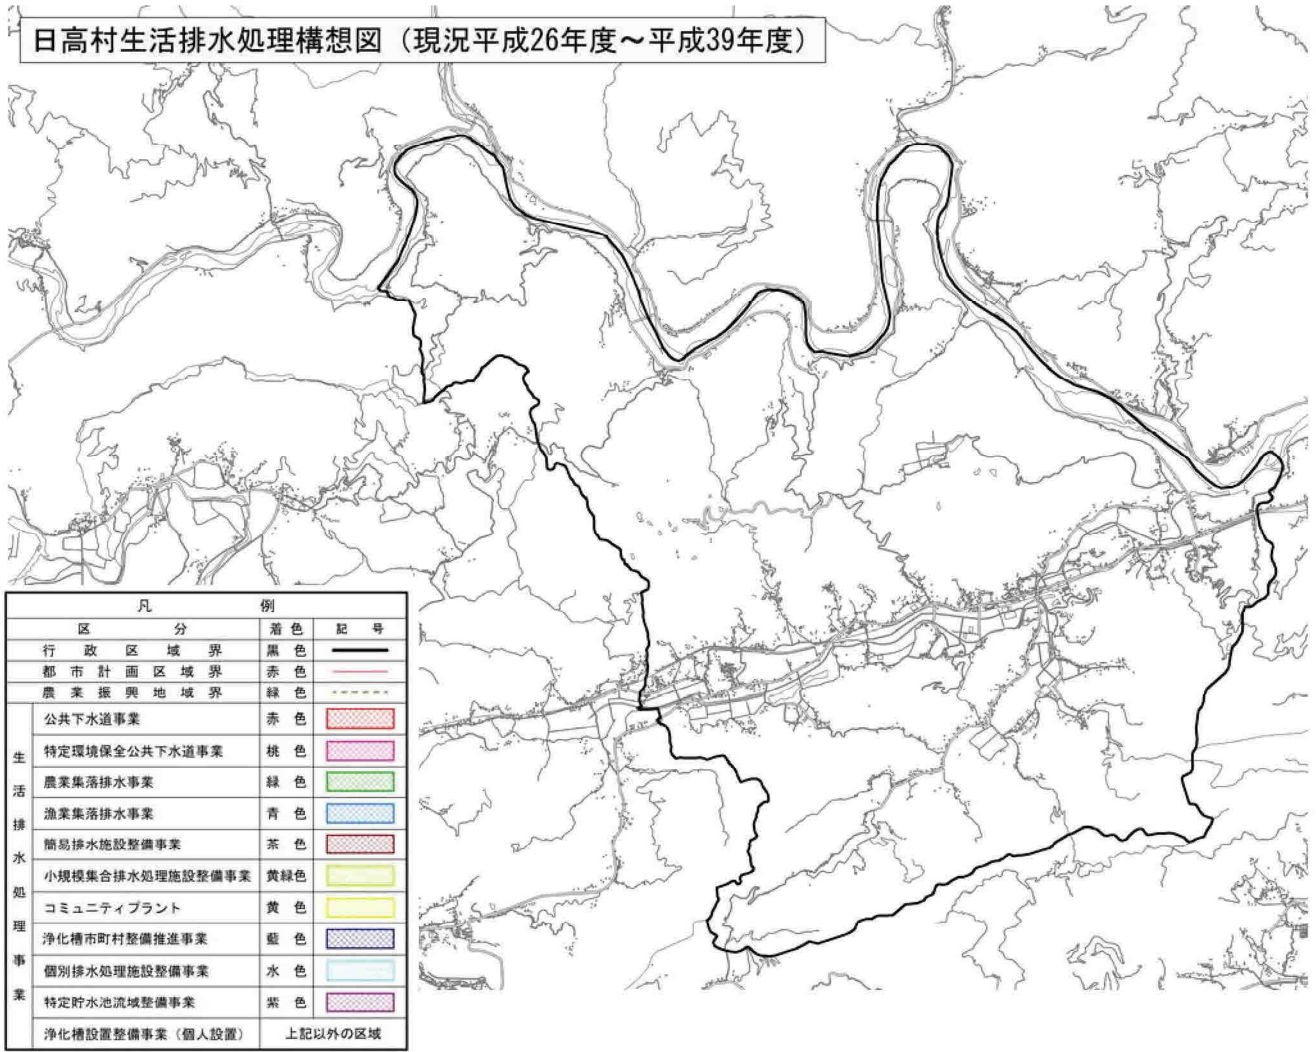 日高村生活排水処理構想図（現況平成26年度～平成39年度）
凡例
区分 着色 記号
行政区域界 黒色
都市計画区域界 赤色
農業振興地域界 緑色
生活排水処理事業
公共下水道事業 赤色
特定環境保全公共下水道事業 桃色
農業集落排水事業 緑色
漁業集落排水事業 青色
簡易排水施設整備事業 茶色
小規模集合排水処理施設整備事業 黄緑色
コミュニティプラント 黄色
浄化槽市町村整備推進事業 藍色
個別排水処理施設整備事業 水色
特定貯水池流域整備事業 紫色
浄化槽設置整備事業（個人設置） 上記以外の区域